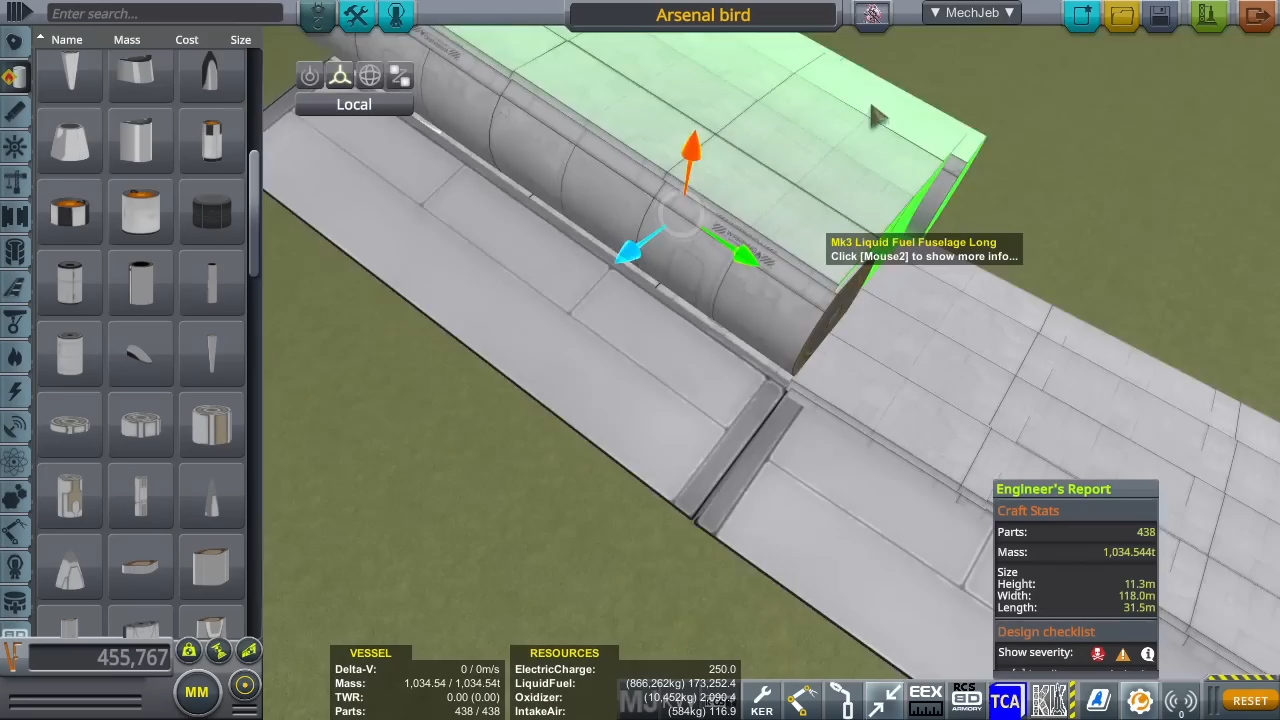 Enter search...
Arsenal bird
▼ MechJeb ▼
Name Mass Cost Size
Local
Mk3 Liquid Fuel Fuselage Long
Click [Mouse2] to show more info...
Engineer's Report
Craft Stats
Parts: 438
Mass: 1,034.544t
Size
Height: 11.3m
Width: 118.0m
Length: 31.5m
Design checklist
Show severity:
455,767
MM
VESSEL
Delta-V: 0 / 0m/s
Mass: 1,034.54 / 1,034.54t
TWR: 0.00 (0.00)
Parts: 438 / 438
RESOURCES
ElectricCharge: 250.0
LiquidFuel: (866,262kg) 173,252.4
Oxidizer: (10,452kg) 2,090.4
IntakeAir: (584kg) 116.9
KER
EEX
RCS
ARMORY
TCA
0
RESET